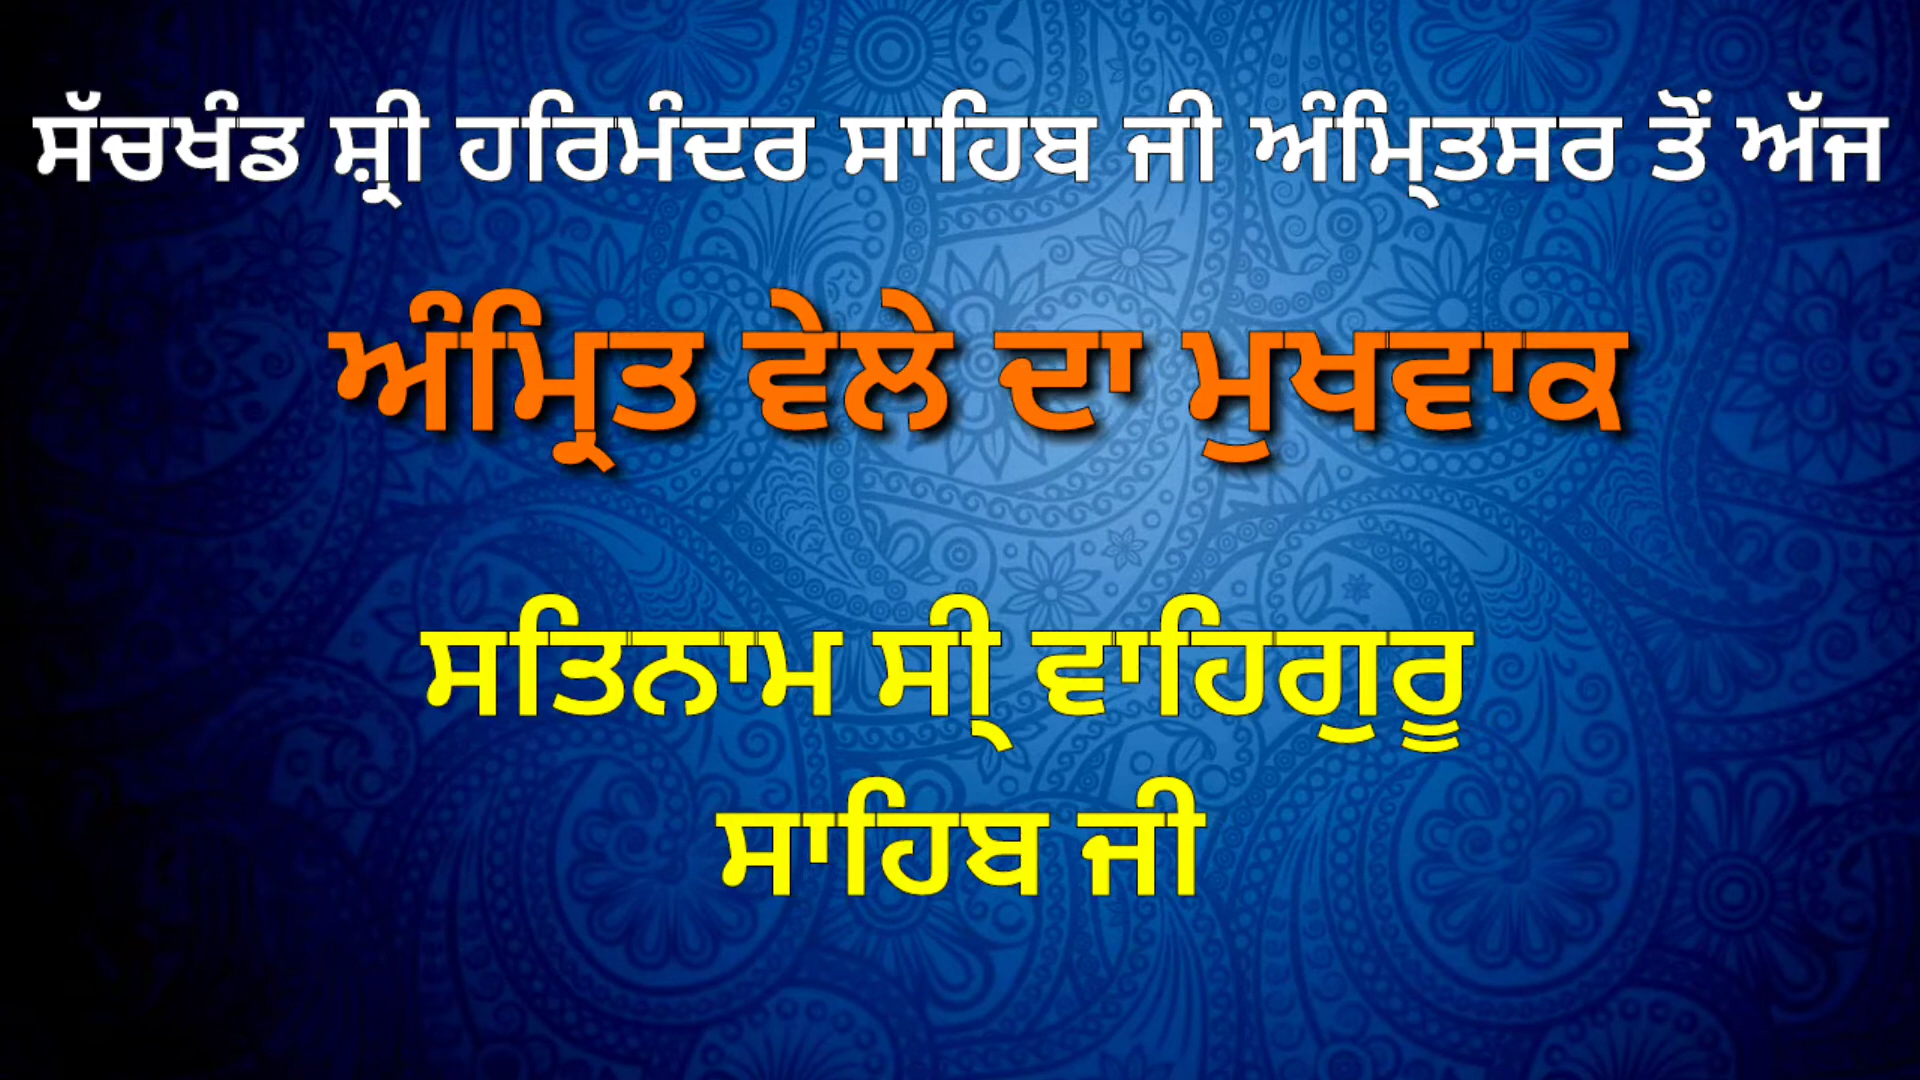 ਸੱਚਖੰਡ ਸ਼੍ਰੀ ਹਰਿਮੰਦਰ ਸਾਹਿਬ ਜੀ ਅੰਮ੍ਰਿਤਸਰ ਤੋਂ ਅੱਜ
ਅੰਮ੍ਰਿਤ ਵੇਲੇ ਦਾ ਮੁਖਵਾਕ
ਸਤਿਨਾਮ ਸ੍ਰੀ ਵਾਹਿਗੁਰੂ
ਸਾਹਿਬ ਜੀ